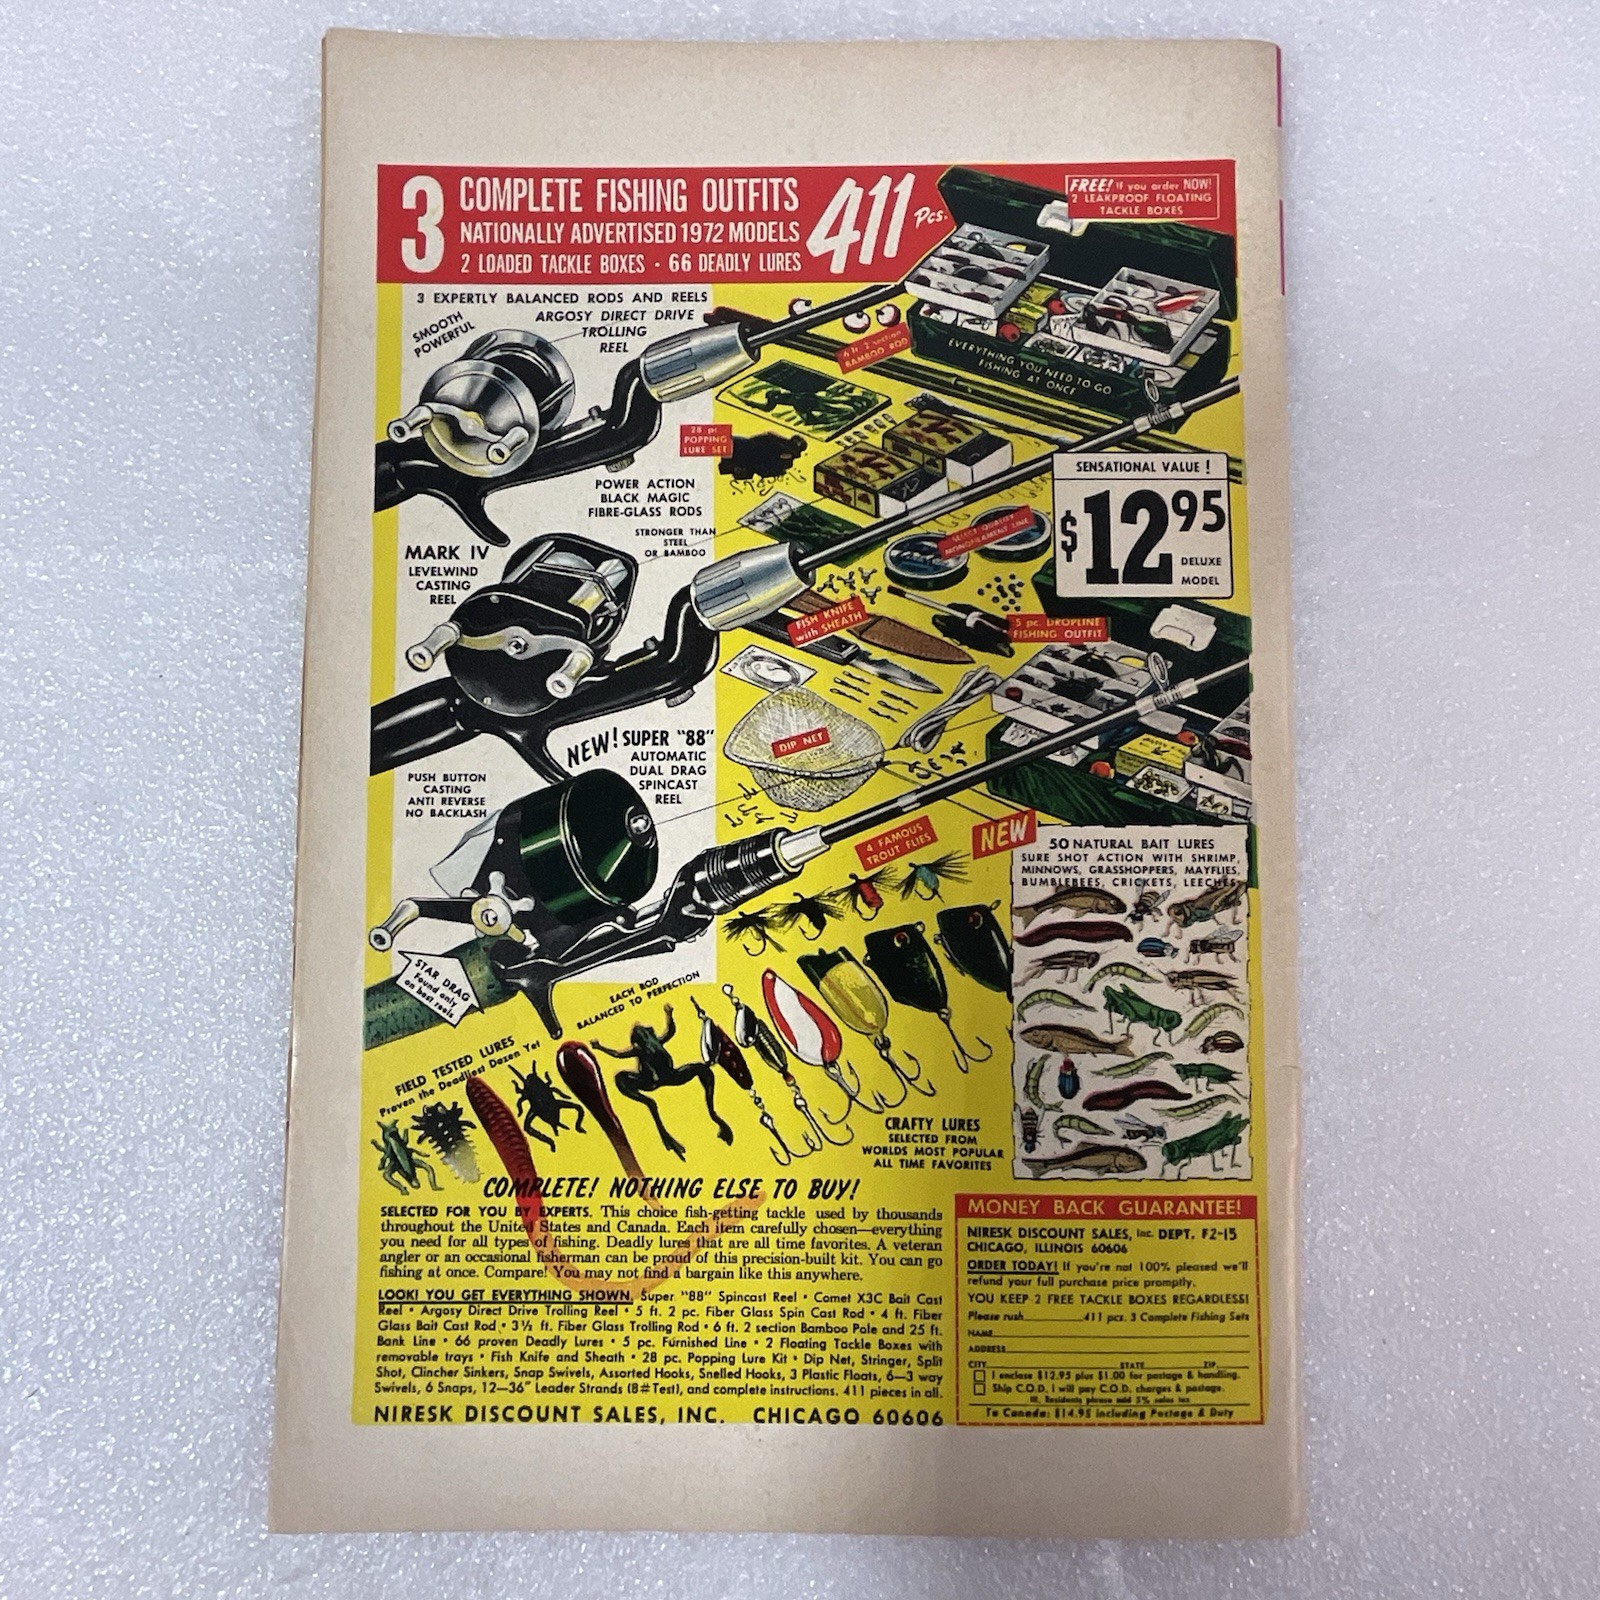 3 COMPLETE FISHING OUTFITS
NATIONALLY ADVERTISED 1972 MODELS
2 LOADED TACKLE BOXES · 66 DEADLY LURES
411 Pcs.
FREE! If you order NOW!
2 LEAKPROOF FLOATING
TACKLE BOXES
3 EXPERTLY BALANCED RODS AND REELS
SMOOTH
POWERFUL
ARGOSY DIRECT DRIVE
TROLLING
REEL
6 ft. 2 section
BAMBOO ROD
EVERYTHING YOU NEED TO GO
FISHING AT ONCE
28 pc
POPPING
LURE SET
POWER ACTION
BLACK MAGIC
FIBRE-GLASS RODS
STRONGER THAN
STEEL
OR BAMBOO
SENSATIONAL VALUE!
$12.95
DELUXE
MODEL
SELECT QUALITY
MONOFILAMENT LINE
MARK IV
LEVELWIND
CASTING
REEL
FISH KNIFE
with SHEATH
5 pc. DROPLINE
FISHING OUTFIT
DIP NET
NEW! SUPER "88"
AUTOMATIC
DUAL DRAG
SPINCAST
REEL
PUSH BUTTON
CASTING
ANTI REVERSE
NO BACKLASH
4 FAMOUS
TROUT FLIES
NEW
50 NATURAL BAIT LURES
SURE SHOT ACTION WITH SHRIMP,
MINNOWS, GRASSHOPPERS, MAYFLIES,
BUMBLEBEES, CRICKETS, LEECHES
STAR DRAG
Found only
on best reels
EACH ROD
BALANCED TO PERFECTION
FIELD TESTED LURES
Proven the Deadliest Dozen Yet
CRAFTY LURES
SELECTED FROM
WORLDS MOST POPULAR
ALL TIME FAVORITES
COMPLETE! NOTHING ELSE TO BUY!
SELECTED FOR YOU BY EXPERTS. This choice fish-getting tackle used by thousands
throughout the United States and Canada. Each item carefully chosen—everything
you need for all types of fishing. Deadly lures that are all time favorites. A veteran
angler or an occasional fisherman can be proud of this precision-built kit. You can go
fishing at once. Compare! You may not find a bargain like this anywhere.
LOOK! YOU GET EVERYTHING SHOWN. Super "88" Spincast Reel · Comet X3C Bait Cast
Reel · Argosy Direct Drive Trolling Reel · 5 ft. 2 pc. Fiber Glass Spin Cast Rod · 4 ft. Fiber
Glass Bait Cast Rod · 3½ ft. Fiber Glass Trolling Rod · 6 ft. 2 section Bamboo Pole and 25 ft.
Bank Line · 66 proven Deadly Lures · 5 pc. Furnished Line · 2 Floating Tackle Boxes with
removable trays · Fish Knife and Sheath · 28 pc. Popping Lure Kit · Dip Net, Stringer, Split
Shot, Clincher Sinkers, Snap Swivels, Assorted Hooks, Snelled Hooks, 3 Plastic Floats, 6—3 way
Swivels, 6 Snaps, 12—36" Leader Strands (8# Test), and complete instructions. 411 pieces in all.
NIRESK DISCOUNT SALES, INC. CHICAGO 60606
MONEY BACK GUARANTEE!
NIRESK DISCOUNT SALES, Inc. DEPT. F2-15
CHICAGO, ILLINOIS 60606
ORDER TODAY! If you're not 100% pleased we'll
refund your full purchase price promptly.
YOU KEEP 2 FREE TACKLE BOXES REGARDLESS!
Please rush 411 pcs. 3 Complete Fishing Sets
NAME
ADDRESS
CITY STATE ZIP
I enclose $12.95 plus $1.00 for postage & handling.
Ship C.O.D. I will pay C.O.D. charges & postage.
Ill. Residents please add 5% sales tax
To Canada: $14.95 including Postage & Duty